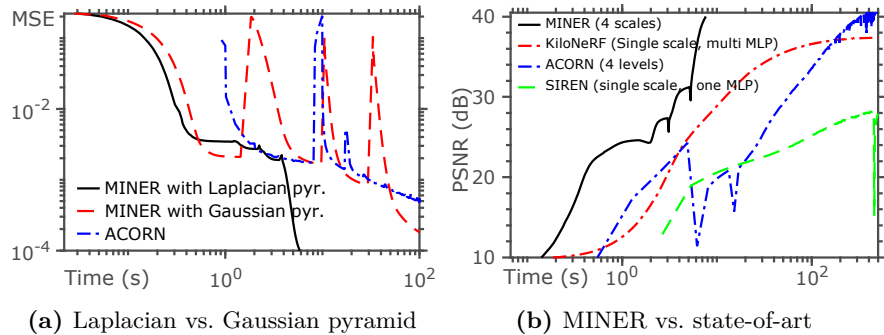 MSE
10^-2
10^-4
MINER with Laplacian pyr.
MINER with Gaussian pyr.
ACORN
Time (s)
10^0
10^2
(a) Laplacian vs. Gaussian pyramid
PSNR (dB)
40
30
20
10
MINER (4 scales)
KiloNeRF (Single scale, multi MLP)
ACORN (4 levels)
SIREN (single scale, one MLP)
Time (s)
10^0
10^2
(b) MINER vs. state-of-art